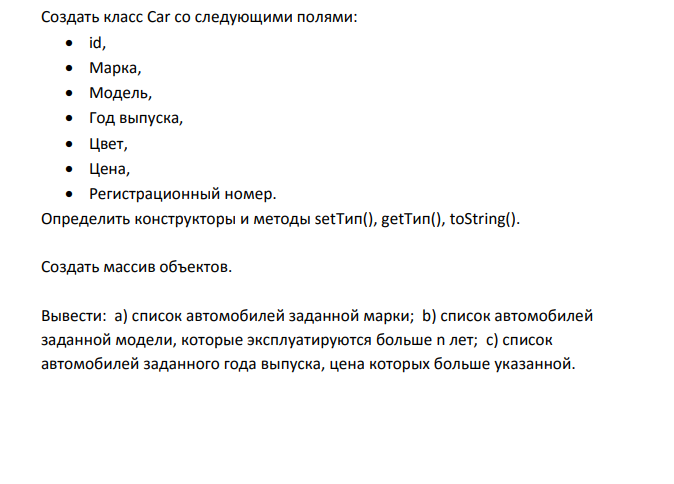 Создать класс Car со следующими полями:
• id,
• Марка,
• Модель,
• Год выпуска,
• Цвет,
• Цена,
• Регистрационный номер.
Определить конструкторы и методы setТип(), getТип(), toString().
Создать массив объектов.
Вывести:  a) список автомобилей заданной марки;  b) список автомобилей
заданной модели, которые эксплуатируются больше n лет;  c) список
автомобилей заданного года выпуска, цена которых больше указанной.